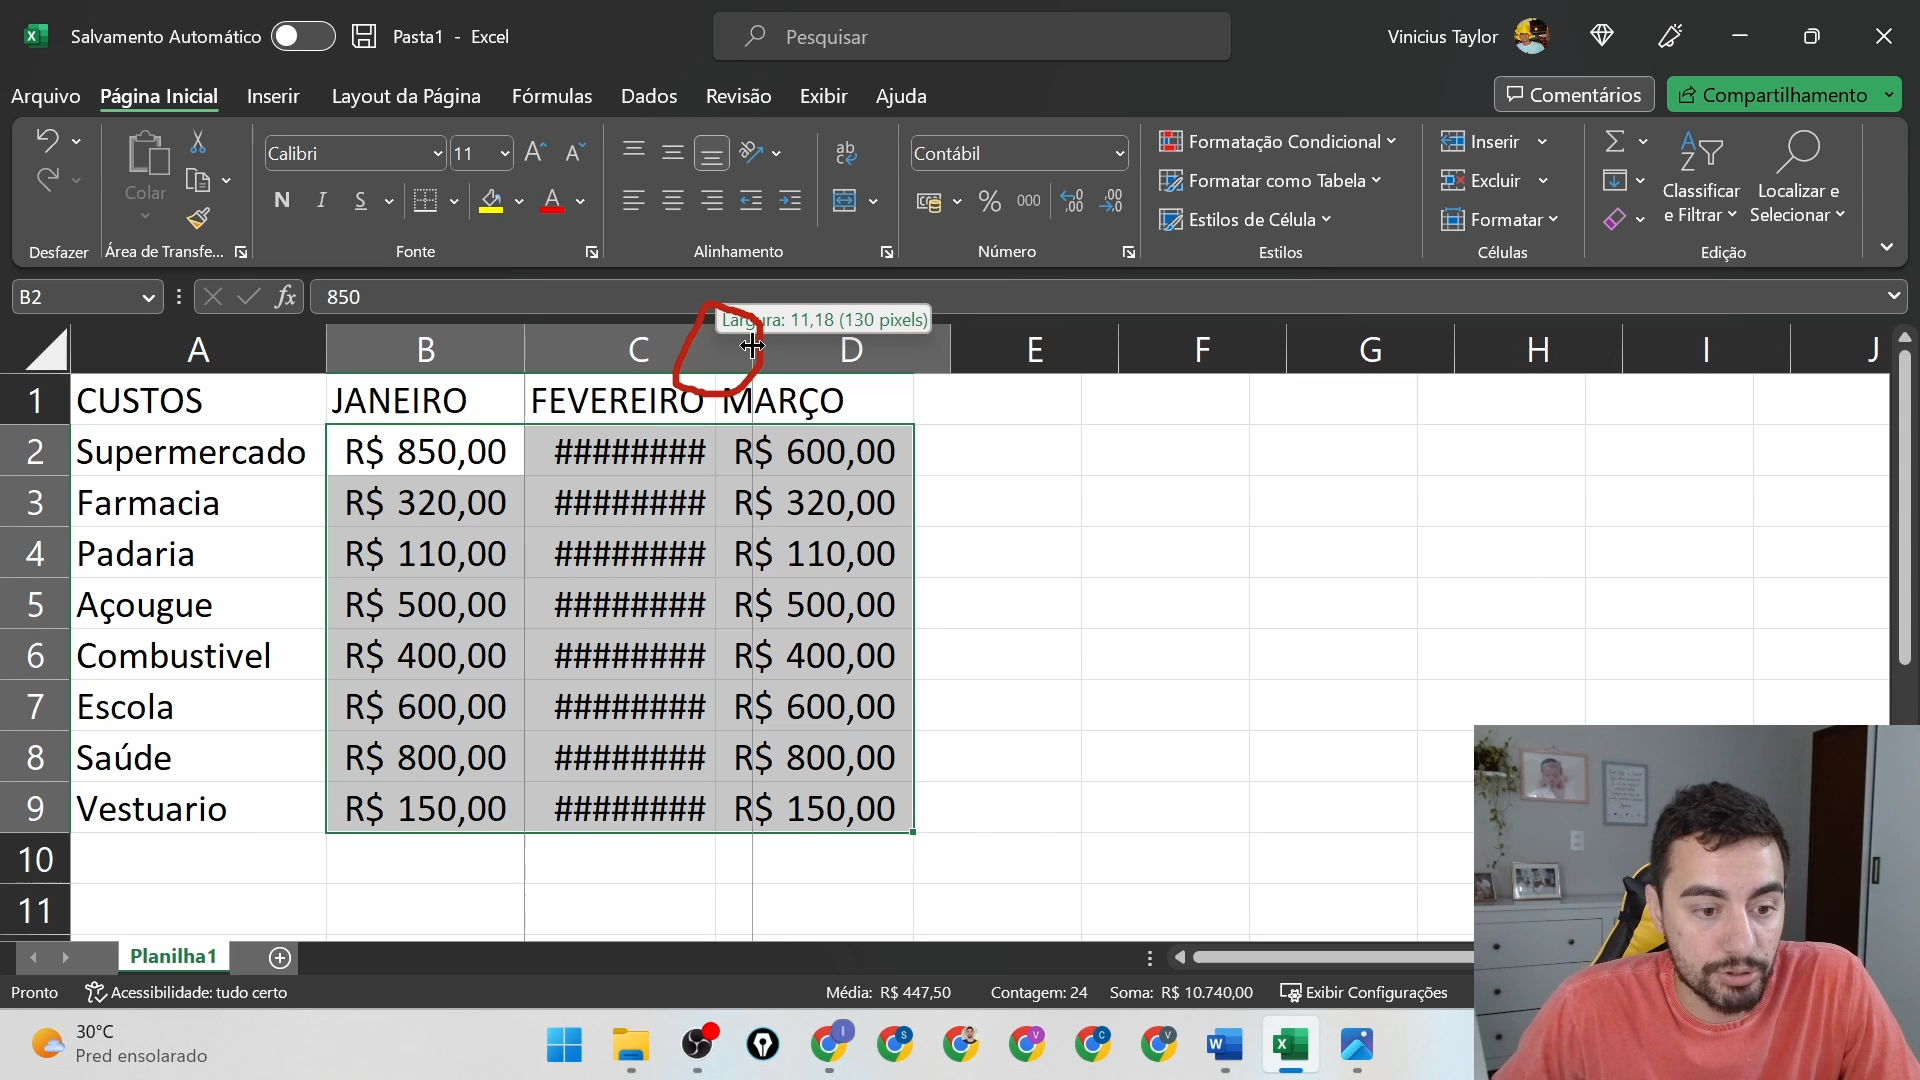 Salvamento Automático
Pasta1 - Excel
Pesquisar
Vinicius Taylor
Arquivo Página Inicial Inserir Layout da Página Fórmulas Dados Revisão Exibir Ajuda
Comentários
Compartilhamento
Colar
Desfazer
Área de Transfe...
Calibri
11
N I S
Fonte
ab
c
Alinhamento
Contábil
% 000
Número
Formatação Condicional
Formatar como Tabela
Estilos de Célula
Estilos
Inserir
Excluir
Formatar
Células
Classificar
e Filtrar
Localizar e
Selecionar
Edição
B2
fx
850
Largura: 11,18 (130 pixels)
A B C D E F G H I J
1 CUSTOS JANEIRO FEVEREIRO MARÇO
2 Supermercado R$ 850,00 ######## R$ 600,00
3 Farmacia R$ 320,00 ######## R$ 320,00
4 Padaria R$ 110,00 ######## R$ 110,00
5 Açougue R$ 500,00 ######## R$ 500,00
6 Combustivel R$ 400,00 ######## R$ 400,00
7 Escola R$ 600,00 ######## R$ 600,00
8 Saúde R$ 800,00 ######## R$ 800,00
9 Vestuario R$ 150,00 ######## R$ 150,00
10
11
Planilha1
Pronto
Acessibilidade: tudo certo
Média: R$ 447,50
Contagem: 24
Soma: R$ 10.740,00
Exibir Configurações
30°C
Pred ensolarado